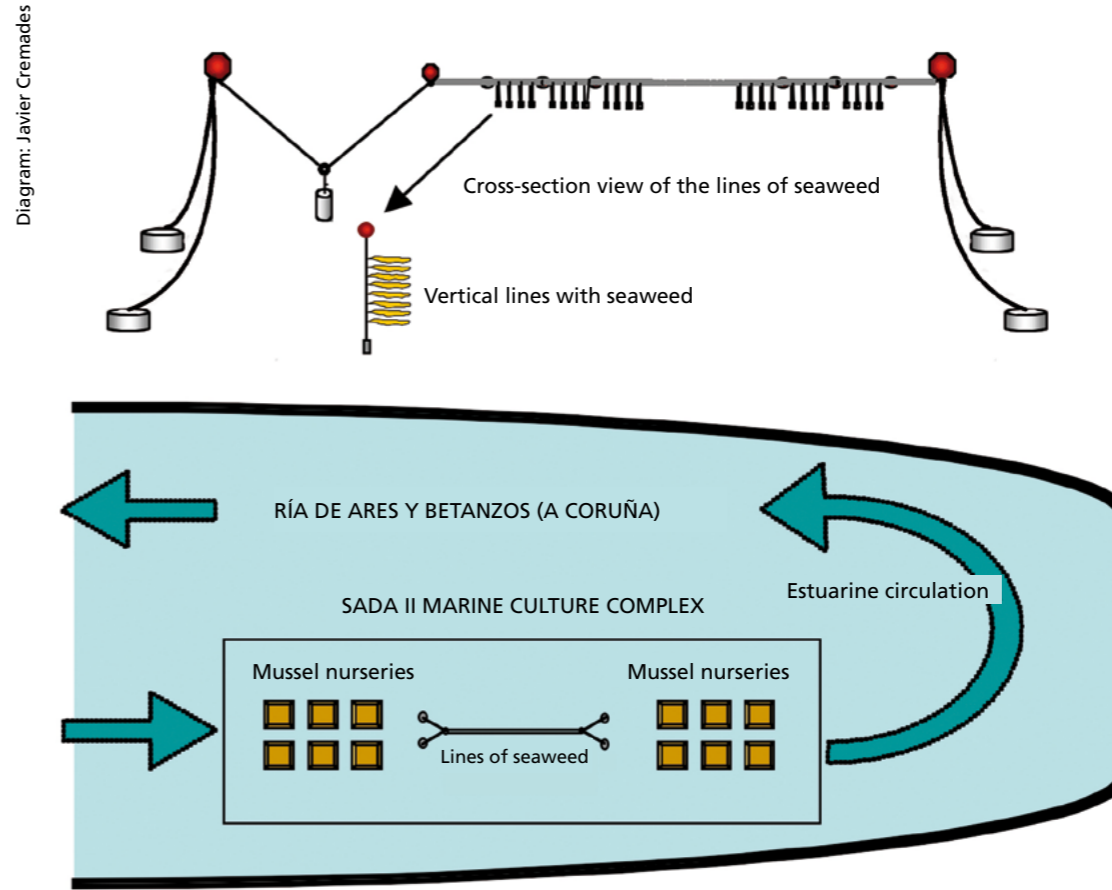 Diagram: Javier Cremades
Cross-section view of the lines of seaweed
Vertical lines with seaweed
RÍA DE ARES Y BETANZOS (A CORUÑA)
Estuarine circulation
SADA II MARINE CULTURE COMPLEX
Mussel nurseries
Mussel nurseries
Lines of seaweed